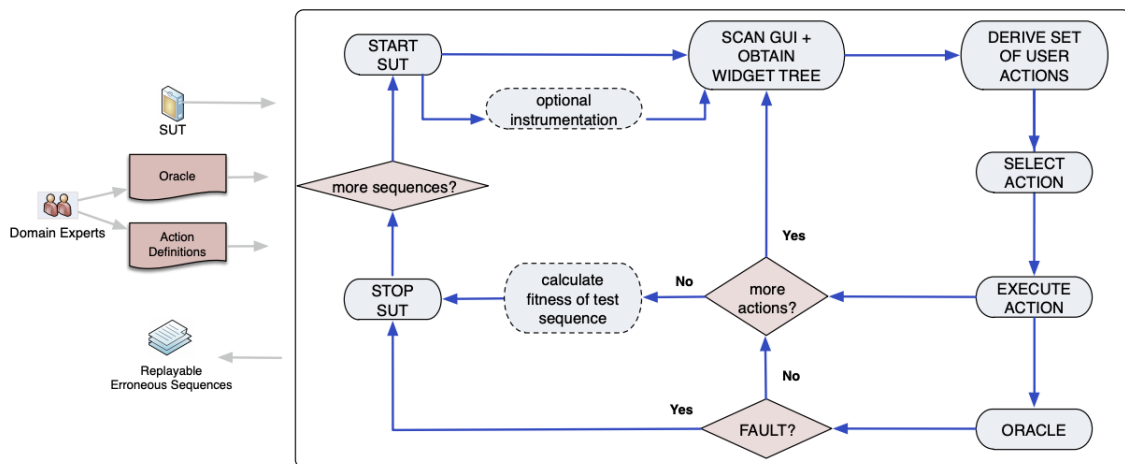 SUT
Oracle
Domain Experts
Action
Definitions
Replayable
Erroneous Sequences
START
SUT
optional
instrumentation
SCAN GUI +
OBTAIN
WIDGET TREE
DERIVE SET
OF USER
ACTIONS
SELECT
ACTION
more sequences?
Yes
STOP
SUT
calculate
fitness of test
sequence
No
more
actions?
EXECUTE
ACTION
No
Yes
FAULT?
ORACLE